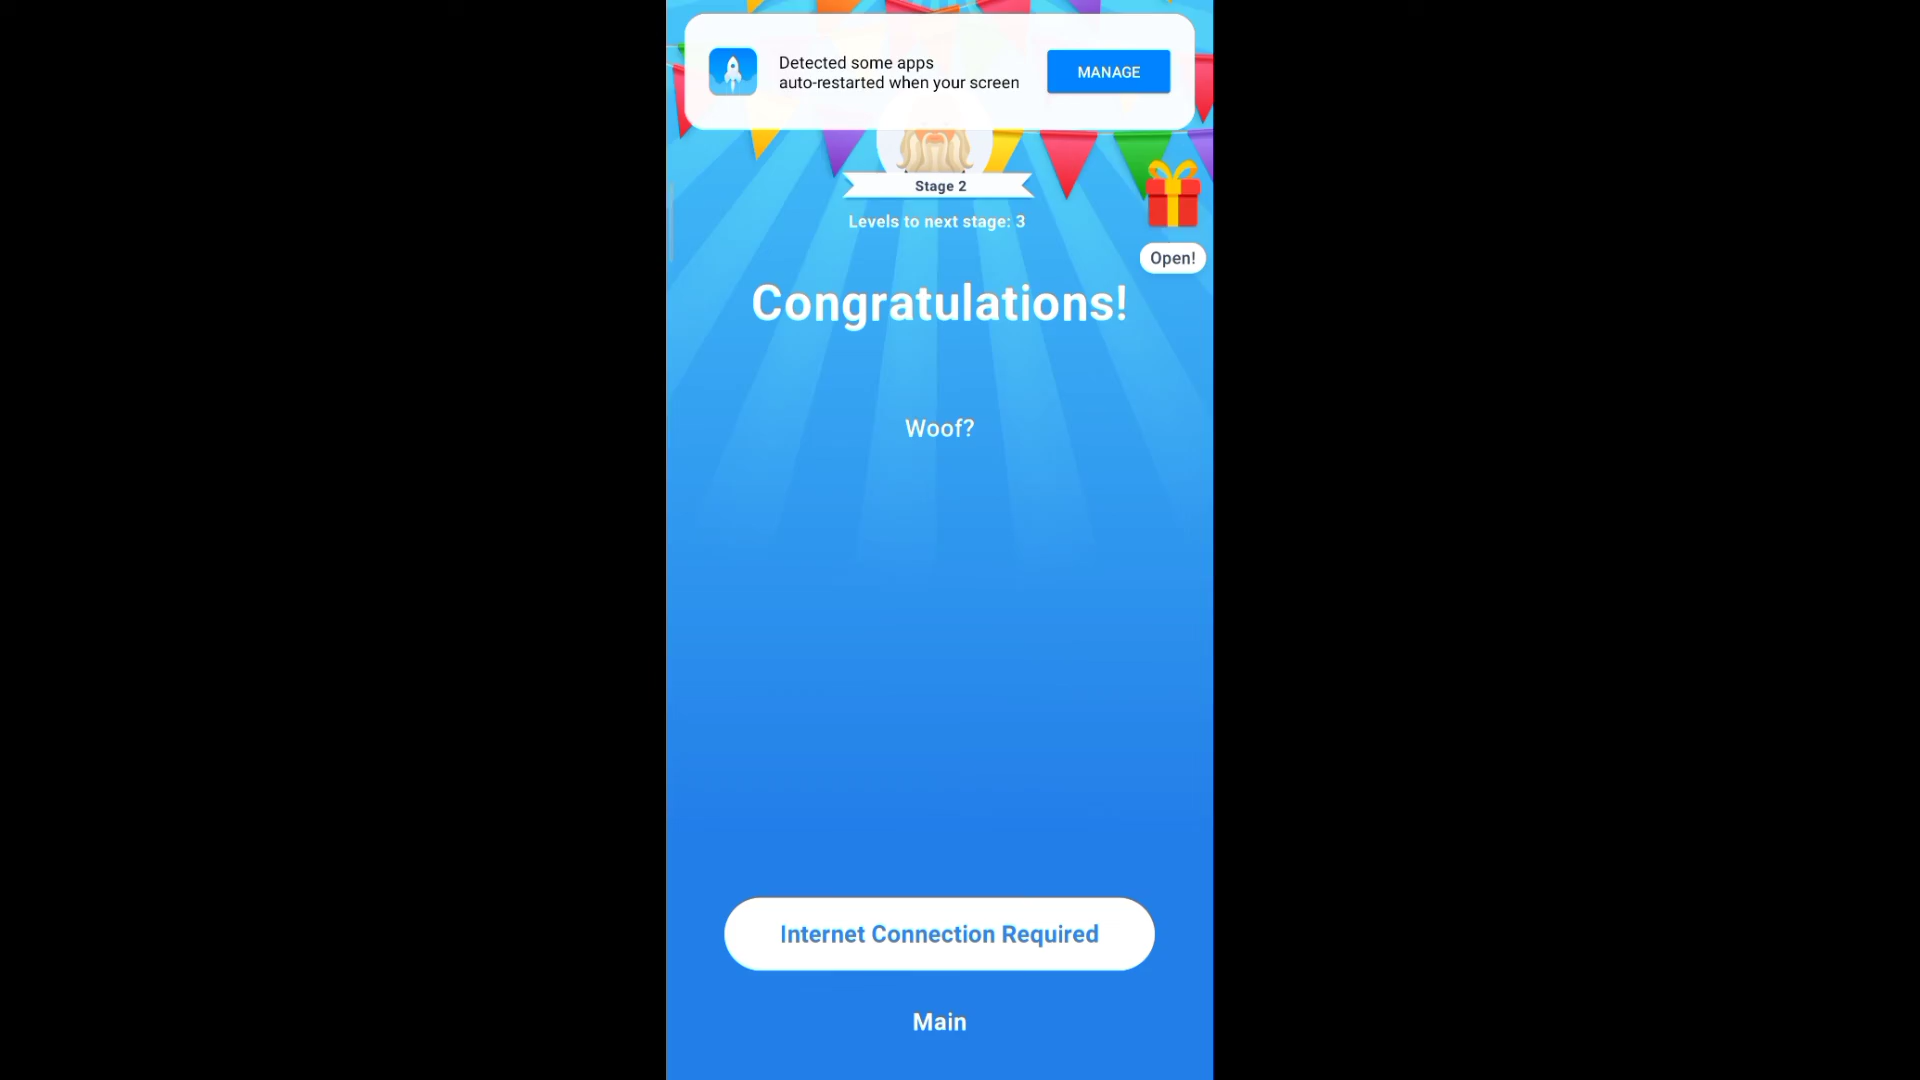 Detected some apps
auto-restarted when your screen
MANAGE
Stage 2
Levels to next stage: 3
Open!
Congratulations!
Woof?
Internet Connection Required
Main